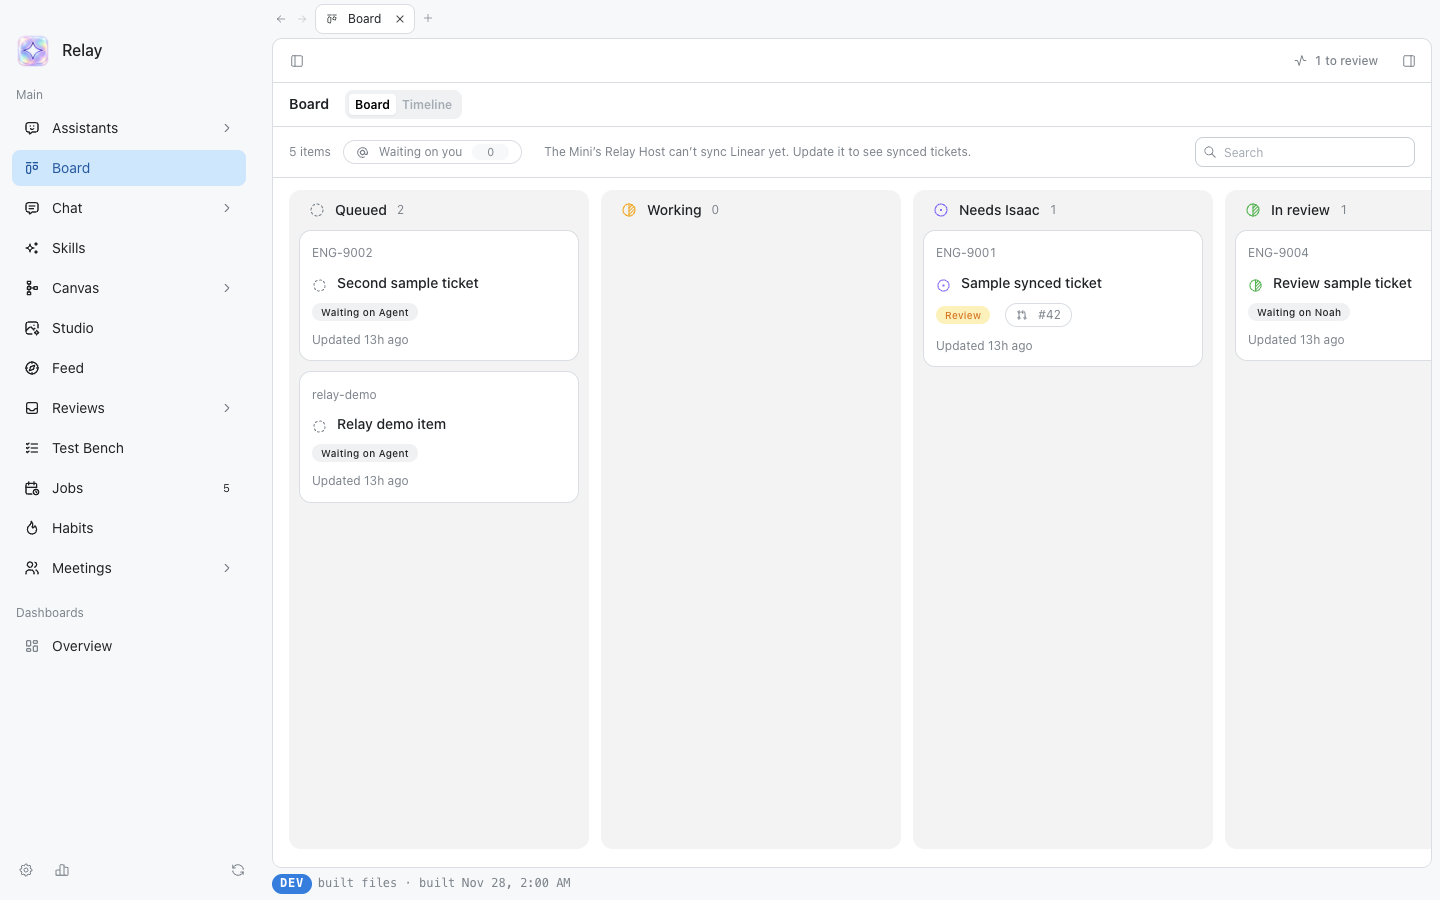 Board
Relay
1 to review
Main
Board
Board
Timeline
Assistants
Board
Chat
Skills
Canvas
Studio
Feed
Reviews
Test Bench
Jobs 5
Habits
Meetings
Dashboards
Overview
5 items
Waiting on you 0
The Mini's Relay Host can't sync Linear yet. Update it to see synced tickets.
Search
Queued 2
ENG-9002
Second sample ticket
Waiting on Agent
Updated 13h ago
relay-demo
Relay demo item
Waiting on Agent
Updated 13h ago
Working 0
Needs Isaac 1
ENG-9001
Sample synced ticket
Review
#42
Updated 13h ago
In review 1
ENG-9004
Review sample ticket
Waiting on Noah
Updated 13h ago
DEV built files · built Nov 28, 2:00 AM